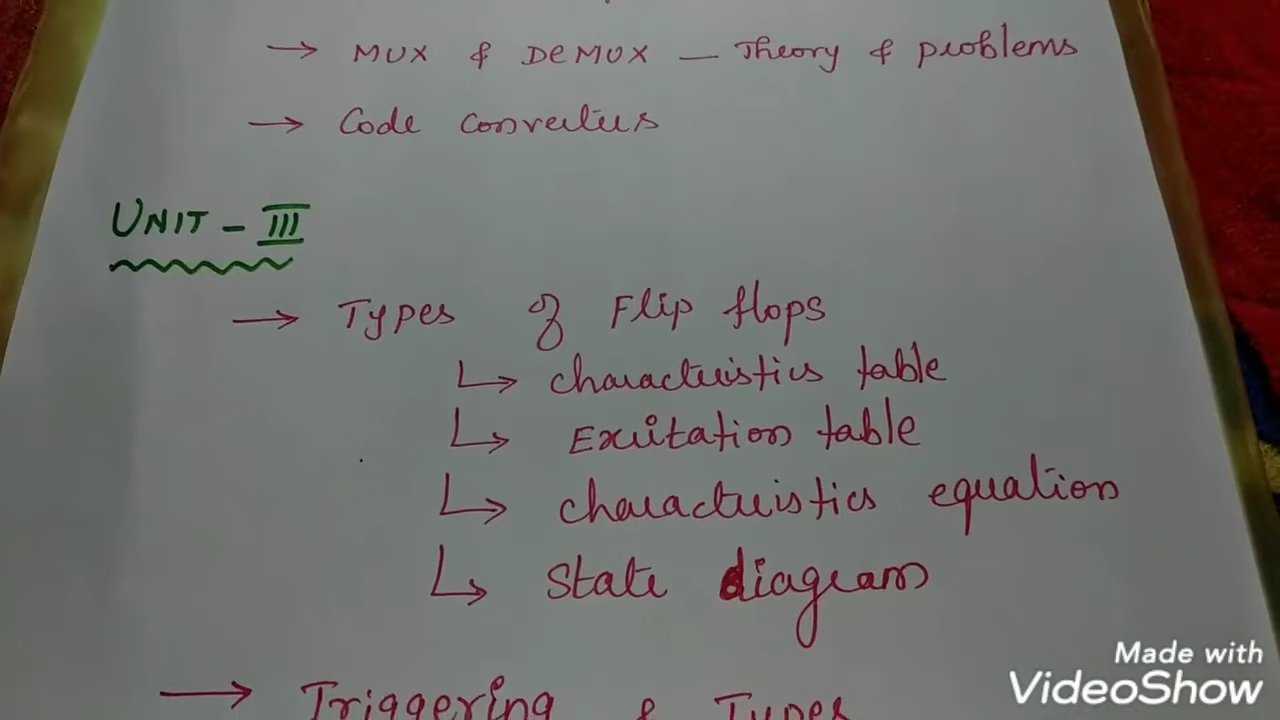 → MUX & DeMUX — Theory & problems
→ Code converters
UNIT - III
→ Types of Flip flops
↳ characteristics table
↳ Excitation table
↳ characteristics equation
↳ State diagram
→ Triggering & Types
Made with
VideoShow